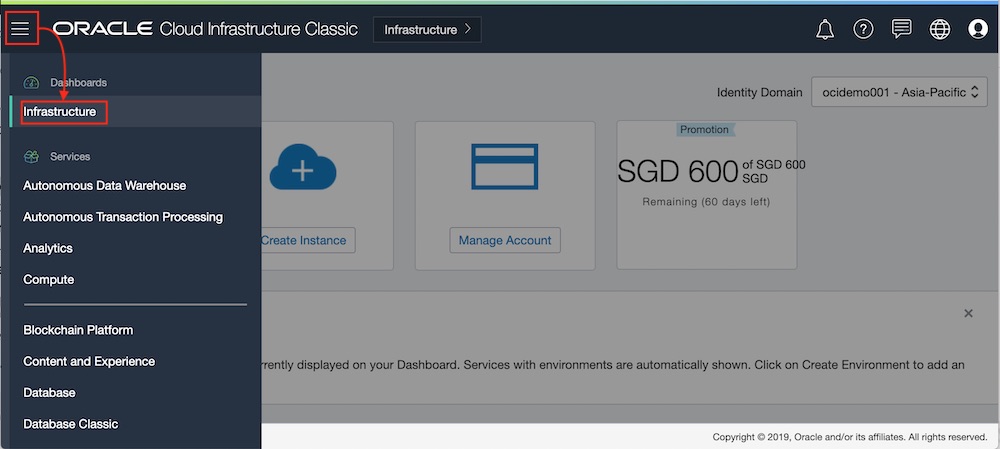 ORACLE Cloud Infrastructure Classic
Infrastructure
Dashboards
Infrastructure
Services
Autonomous Data Warehouse
Autonomous Transaction Processing
Analytics
Compute
Blockchain Platform
Content and Experience
Database
Database Classic
Identity Domain
ocidemo001 - Asia-Pacific
Create Instance
Manage Account
Promotion
SGD 600 of SGD 600
SGD
Remaining (60 days left)
displayed on your Dashboard. Services with environments are automatically shown. Click on Create Environment to add an
Copyright © 2019, Oracle and/or its affiliates. All rights reserved.